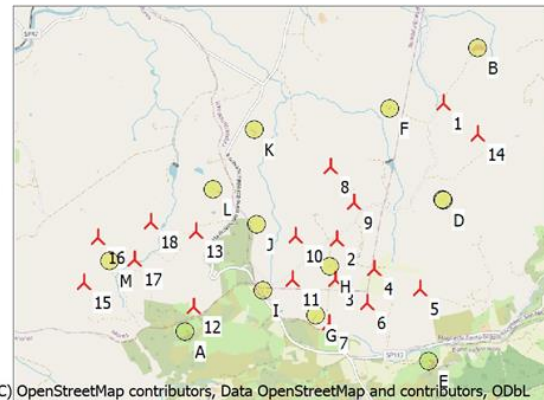 B
F
1
K
14
8
L
9
D
J
18
13
10
2
16
M
17
H
4
15
I
11
3
5
6
12
G
7
A
E
C) OpenStreetMap contributors, Data OpenStreetMap and contributors, ODbL